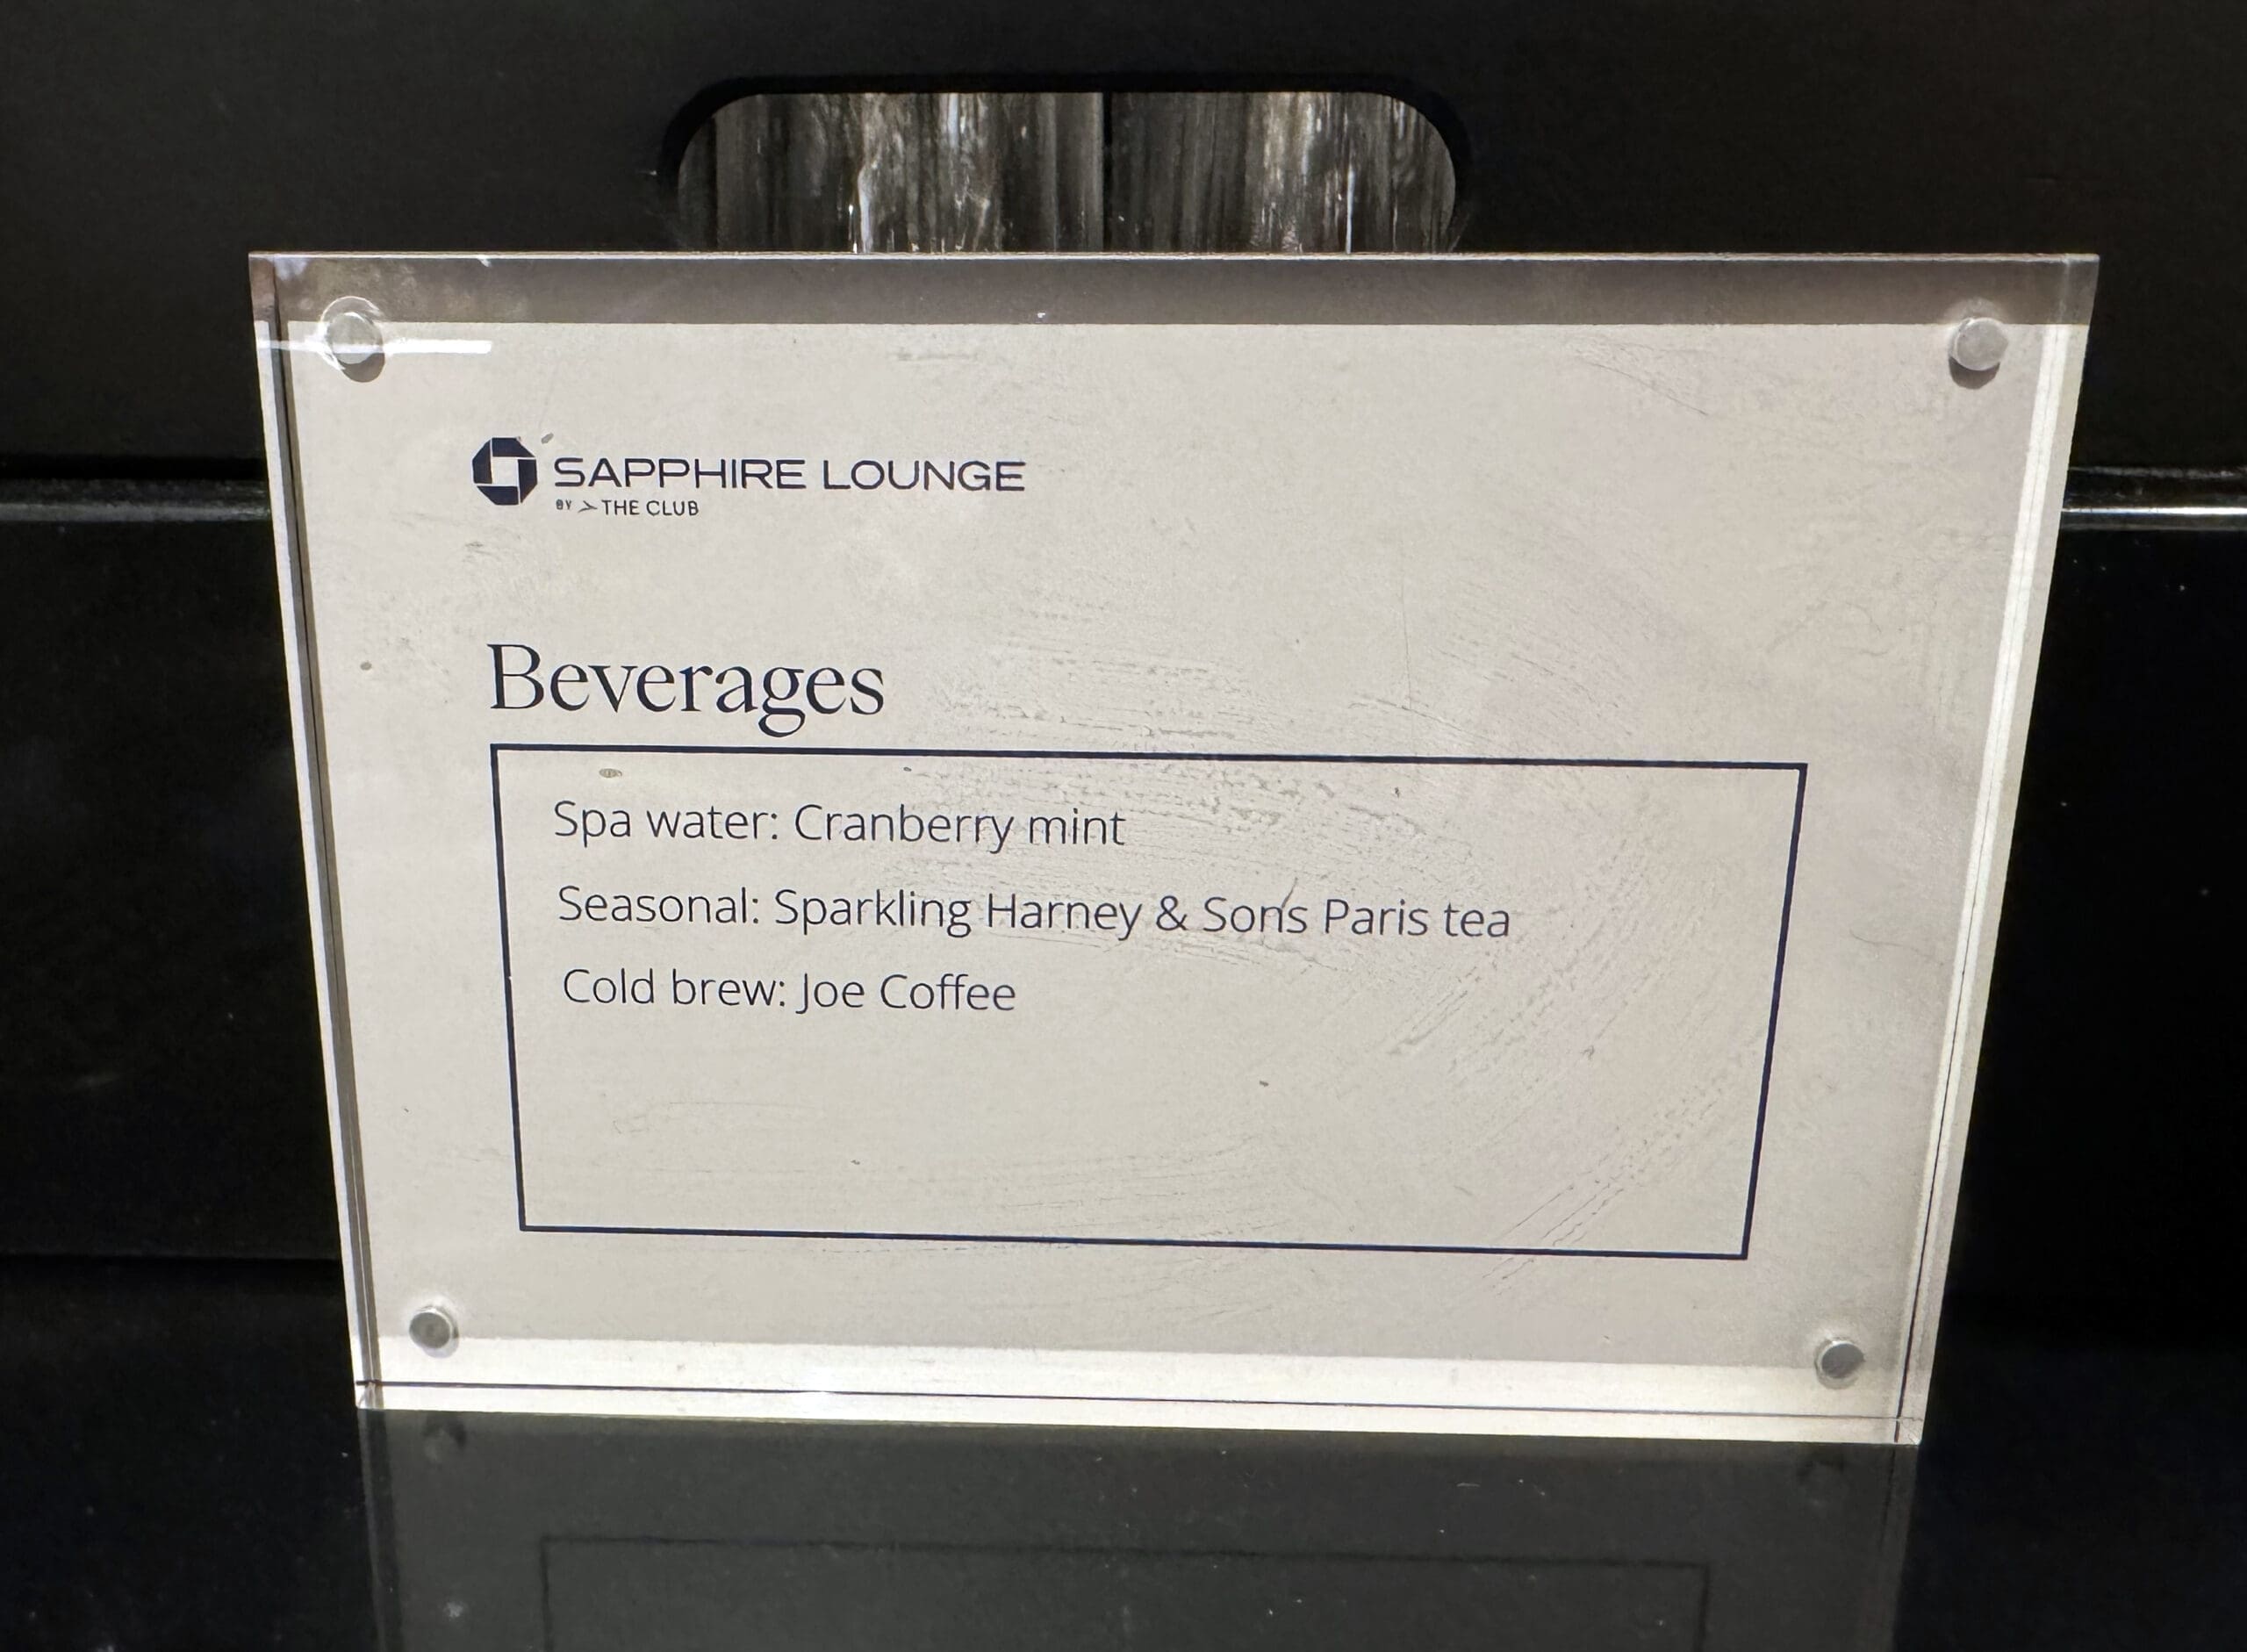 SAPPHIRE LOUNGE
BY THE CLUB
Beverages
Spa water: Cranberry mint
Seasonal: Sparkling Harney & Sons Paris tea
Cold brew: Joe Coffee